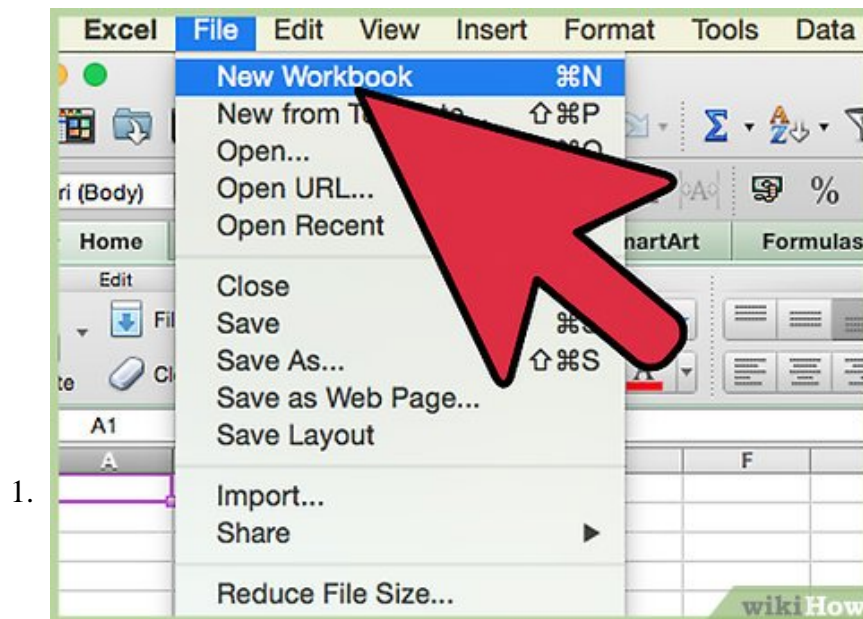 Excel File Edit View Insert Format Tools Data
New Workbook ⌘N
New from ⇧⌘P
Open...
ri (Body) Open URL... %
Open Recent
Home martArt Formulas
Edit
Close
Fil Save
Save As... ⇧⌘S
te Cl A
Save as Web Page...
A1 Save Layout
A F
1. Import...
Share ▶
Reduce File Size...
wikiHow